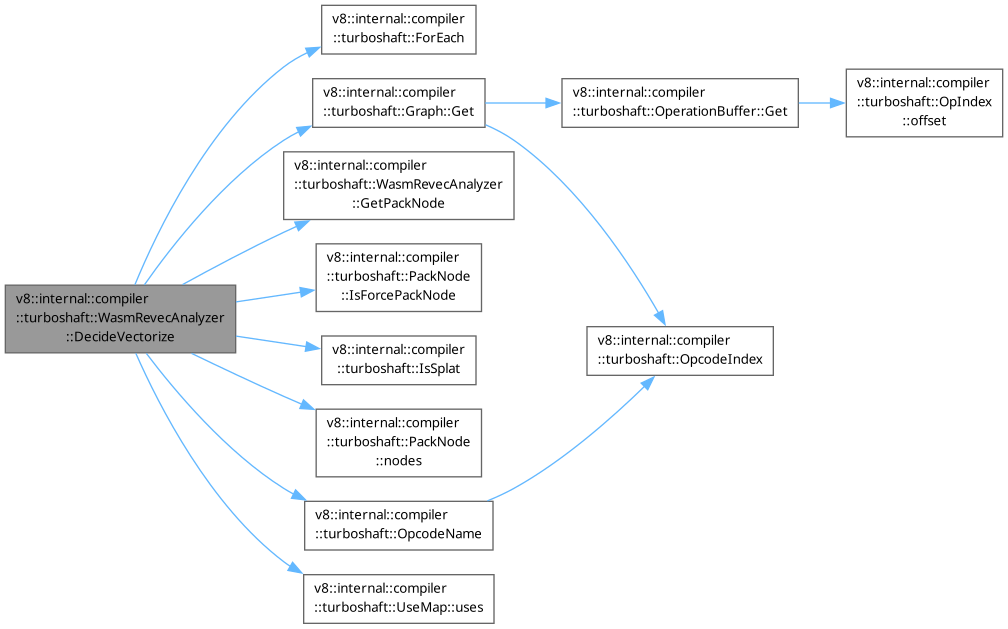 v8::internal::compiler
::turboshaft::ForEach
v8::internal::compiler
::turboshaft::Graph::Get
v8::internal::compiler
::turboshaft::OperationBuffer::Get
v8::internal::compiler
::turboshaft::OpIndex
::offset
v8::internal::compiler
::turboshaft::WasmRevecAnalyzer
::GetPackNode
v8::internal::compiler
::turboshaft::PackNode
::IsForcePackNode
v8::internal::compiler
::turboshaft::WasmRevecAnalyzer
::DecideVectorize
v8::internal::compiler
::turboshaft::IsSplat
v8::internal::compiler
::turboshaft::OpcodeIndex
v8::internal::compiler
::turboshaft::PackNode
::nodes
v8::internal::compiler
::turboshaft::OpcodeName
v8::internal::compiler
::turboshaft::UseMap::uses